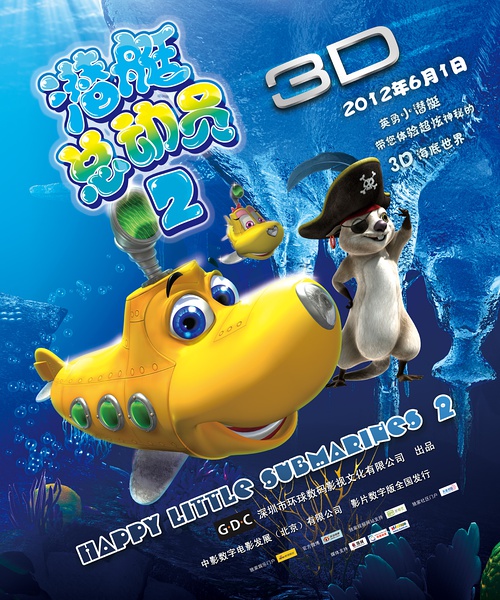 潜艇
总动员
2
3D
2012年6月1日
英勇小潜艇
带您体验超炫神秘的
3D 海底世界
HAPPY LITTLE SUBMARINES 2
GDC 深圳市环球数码影视文化有限公司 出品
中影数字电影发展（北京）有限公司 影片数字版全国发行